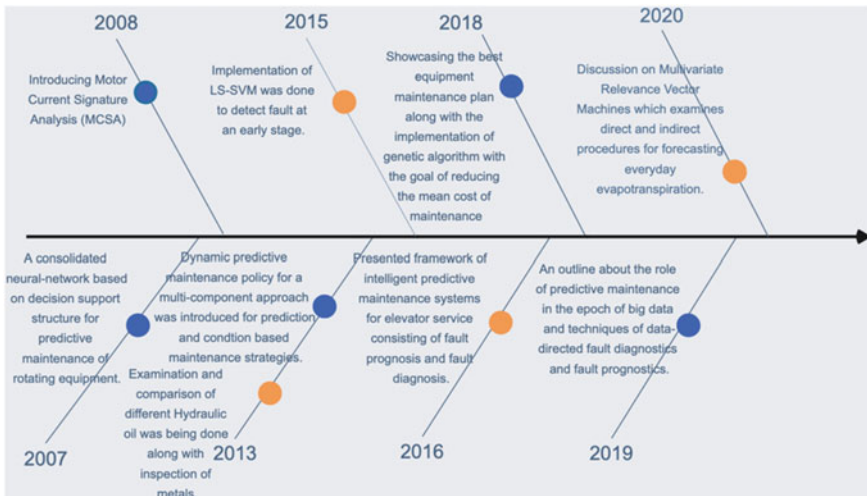 2008
Introducing Motor
Current Signature
Analysis (MCSA)
2015
Implementation of
LS-SVM was done
to detect fault at
an early stage.
2018
Showcasing the best
equipment
maintenance plan
along with the
implementation of
genetic algorithm with
the goal of reducing
the mean cost of
maintenance
2020
Discussion on Multivariate
Relevance Vector
Machines which examines
direct and indirect
procedures for forecasting
everyday
evapotranspiration.
A consolidated
neural-network based
on decision support
structure for
predictive
maintenance of
rotating equipment.
2007
Dynamic predictive
maintenance policy for a
multi-component approach
was introduced for prediction
and condtion based
maintenance strategies.
Examination and
comparison of
different Hydraulic
oil was being done
along with
inspection of
metals
2013
Presented framework of
intelligent predictive
maintenance systems
for elevator service
consisting of fault
prognosis and fault
diagnosis.
2016
An outline about the role
of predictive maintenance
in the epoch of big data
and techniques of data-
directed fault diagnostics
and fault prognostics.
2019